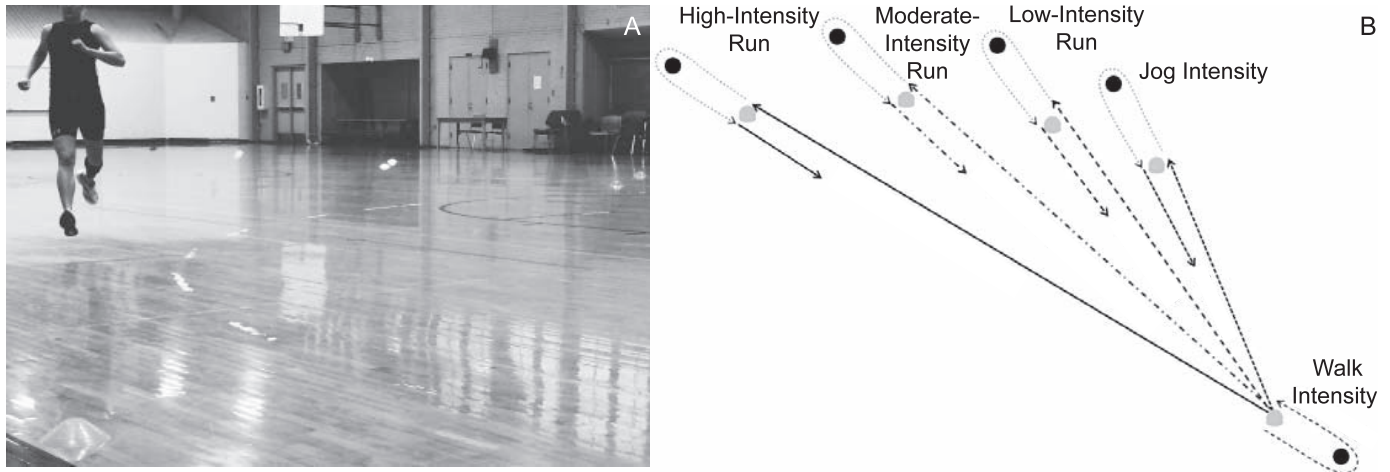 A
B
High-Intensity
Run
Moderate-
Intensity
Run
Low-Intensity
Run
Jog Intensity
Walk
Intensity